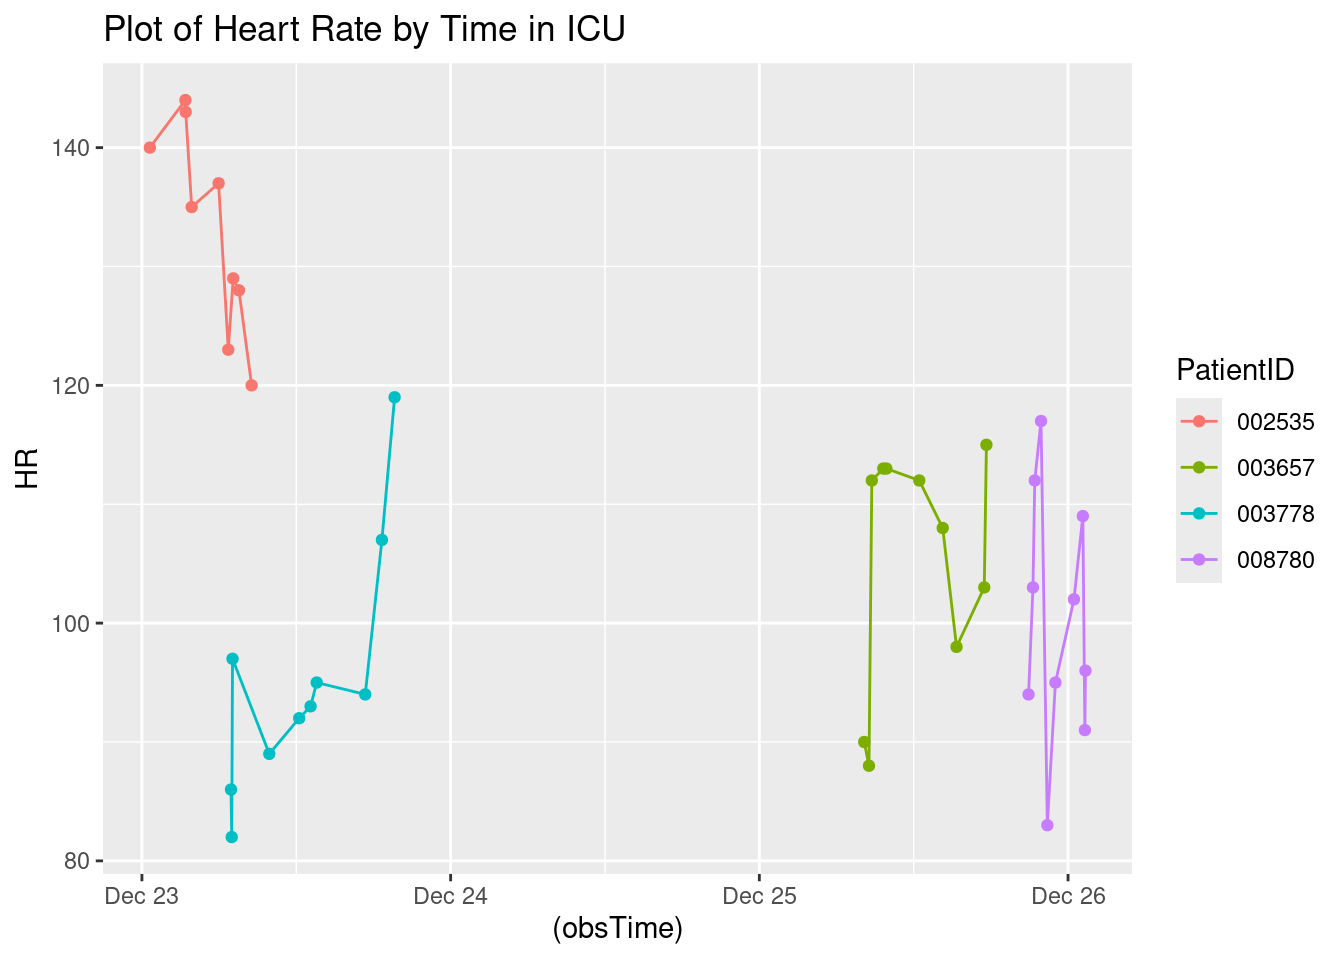 Plot of Heart Rate by Time in ICU
140
120
100
80
HR
Dec 23
Dec 24
Dec 25
Dec 26
(obsTime)
PatientID
002535
003657
003778
008780